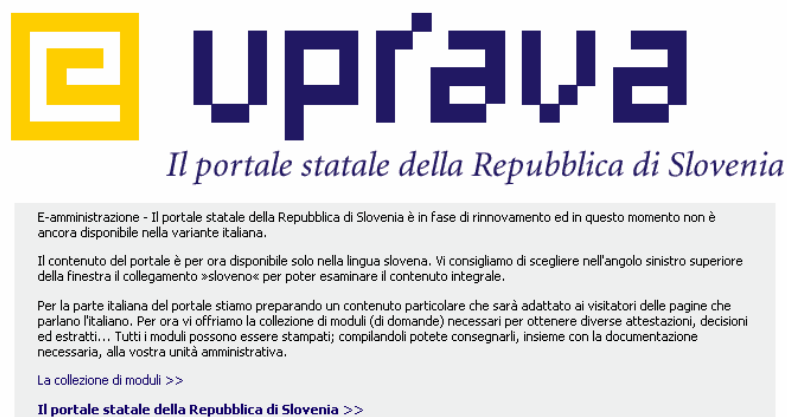 e uprava
Il portale statale della Repubblica di Slovenia
E-amministrazione - Il portale statale della Repubblica di Slovenia è in fase di rinnovamento ed in questo momento non è
ancora disponibile nella variante italiana.
Il contenuto del portale è per ora disponibile solo nella lingua slovena. Vi consigliamo di scegliere nell'angolo sinistro superiore
della finestra il collegamento »sloveno« per poter esaminare il contenuto integrale.
Per la parte italiana del portale stiamo preparando un contenuto particolare che sarà adattato ai visitatori delle pagine che
parlano l'italiano. Per ora vi offriamo la collezione di moduli (di domande) necessari per ottenere diverse attestazioni, decisioni
ed estratti... Tutti i moduli possono essere stampati; compilandoli potete consegnarli, insieme con la documentazione
necessaria, alla vostra unità amministrativa.
La collezione di moduli >>
Il portale statale della Repubblica di Slovenia >>